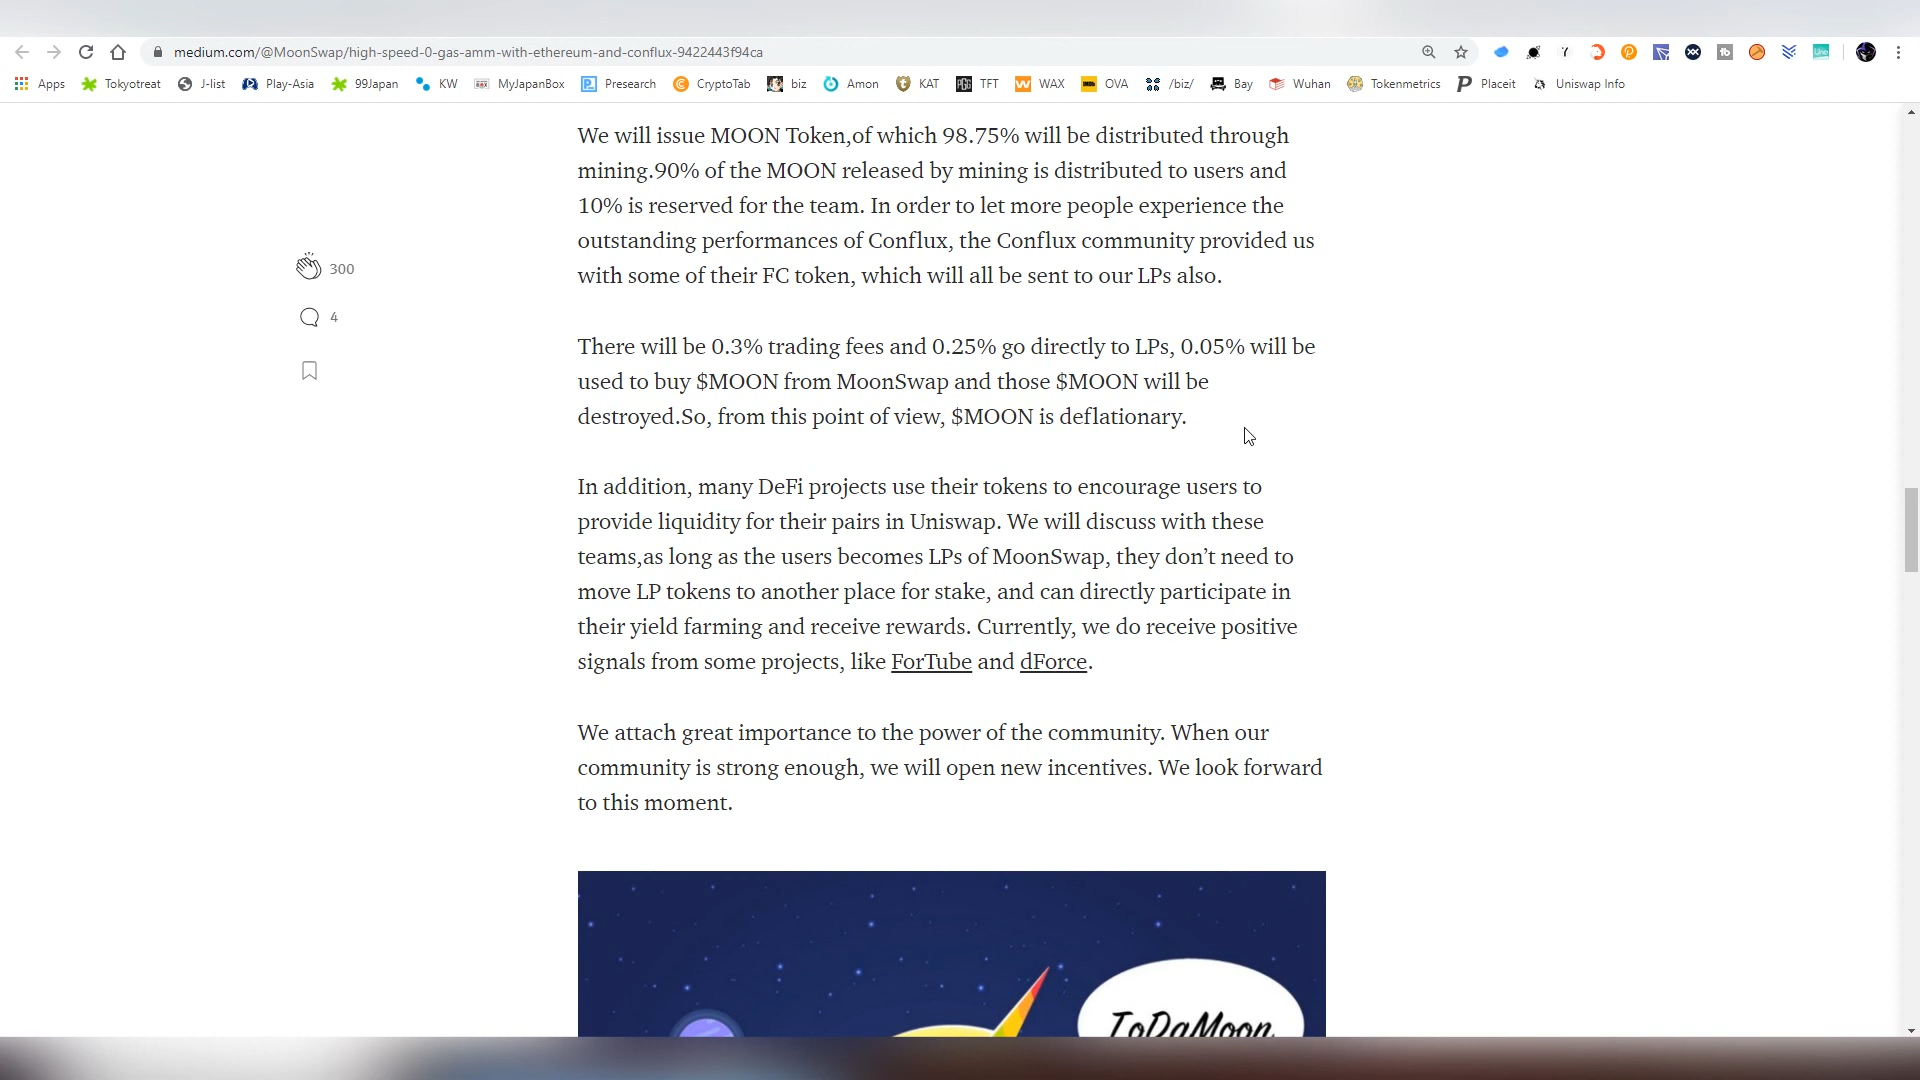 medium.com/@MoonSwap/high-speed-0-gas-amm-with-ethereum-and-conflux-9422443f94ca
Apps Tokyotreat J-list Play-Asia 99Japan KW MyJapanBox Presearch CryptoTab biz Amon KAT TFT WAX OVA /biz/ Bay Wuhan Tokenmetrics Placeit Uniswap Info
We will issue MOON Token,of which 98.75% will be distributed through
mining.90% of the MOON released by mining is distributed to users and
10% is reserved for the team. In order to let more people experience the
outstanding performances of Conflux, the Conflux community provided us
with some of their FC token, which will all be sent to our LPs also.
300
4
There will be 0.3% trading fees and 0.25% go directly to LPs, 0.05% will be
used to buy $MOON from MoonSwap and those $MOON will be
destroyed.So, from this point of view, $MOON is deflationary.
In addition, many DeFi projects use their tokens to encourage users to
provide liquidity for their pairs in Uniswap. We will discuss with these
teams,as long as the users becomes LPs of MoonSwap, they don’t need to
move LP tokens to another place for stake, and can directly participate in
their yield farming and receive rewards. Currently, we do receive positive
signals from some projects, like ForTube and dForce.
We attach great importance to the power of the community. When our
community is strong enough, we will open new incentives. We look forward
to this moment.
ToDaMoon